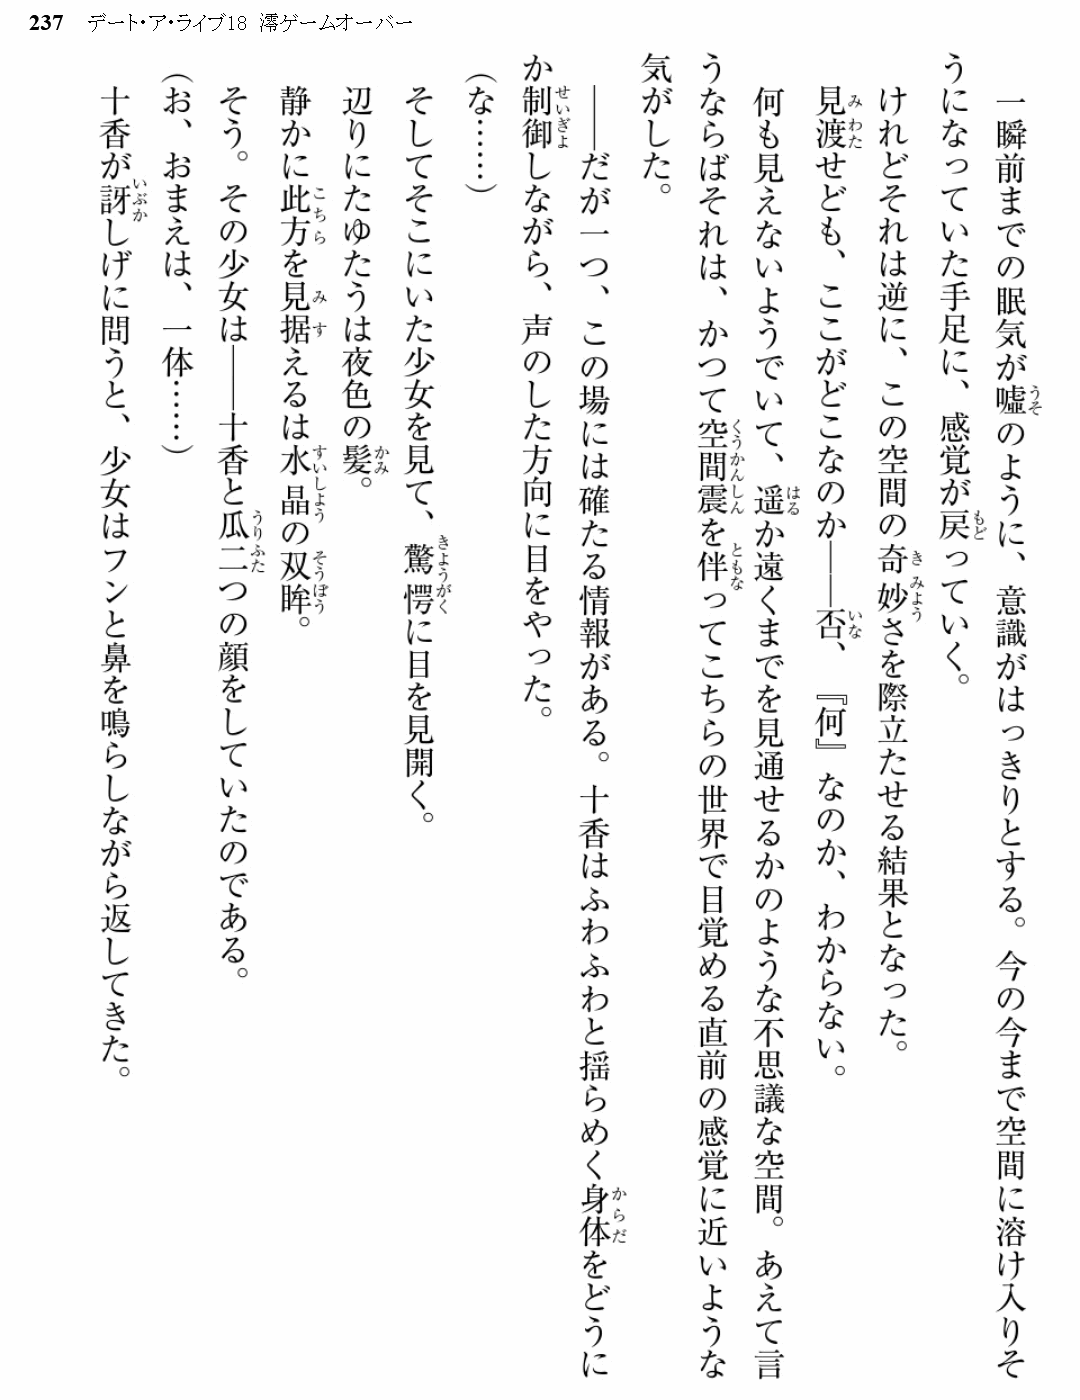 237 デート・ア・ライブ18 澪ゲームオーバー
一瞬前までの眠気が嘘のように、意識がはっきりとする。今の今まで空間に溶け入りそ
うになっていた手足に、感覚が戻っていく。
けれどそれは逆に、この空間の奇妙さを際立たせる結果となった。
見渡せども、ここがどこなのか――否、『何』なのか、わからない。
何も見えないようでいて、遥か遠くまでを見通せるかのような不思議な空間。あえて言
うならばそれは、かつて空間震を伴ってこちらの世界で目覚める直前の感覚に近いような
気がした。
――だが一つ、この場には確たる情報がある。十香はふわふわと揺らめく身体をどうに
か制御しながら、声のした方向に目をやった。
(な……)
そしてそこにいた少女を見て、驚愕に目を見開く。
辺りにたゆたうは夜色の髪。
静かに此方を見据えるは水晶の双眸。
そう。その少女は――十香と瓜二つの顔をしていたのである。
(お、おまえは、一体……)
十香が訝しげに問うと、少女はフンと鼻を鳴らしながら返してきた。